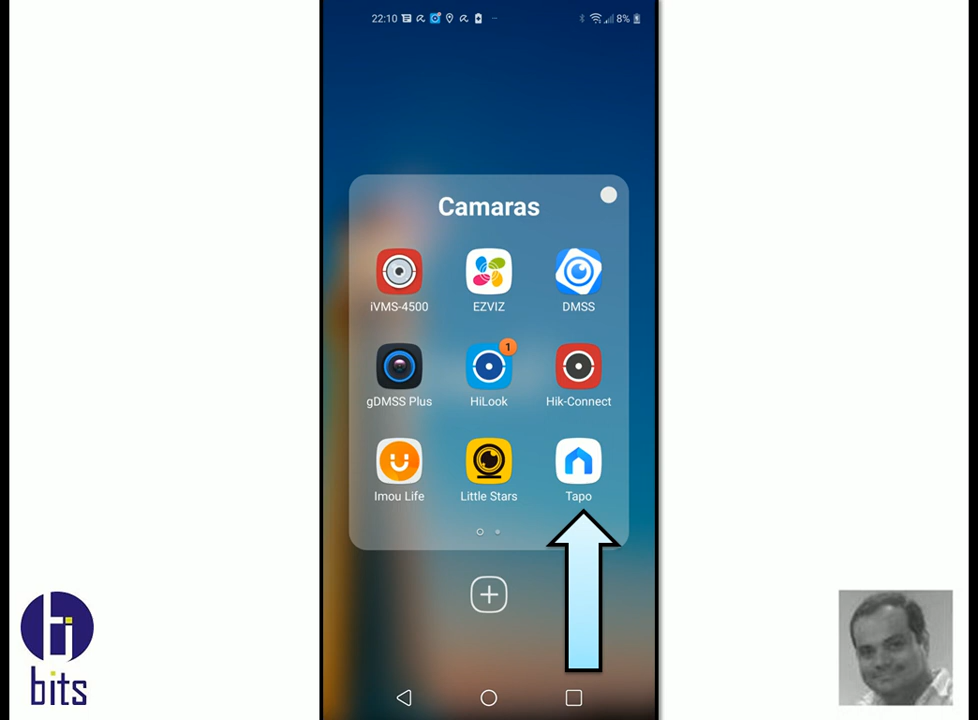 22:10
8%
Camaras
iVMS-4500 EZVIZ DMSS
1
gDMSS Plus HiLook Hik-Connect
Imou Life Little Stars Tapo
bits